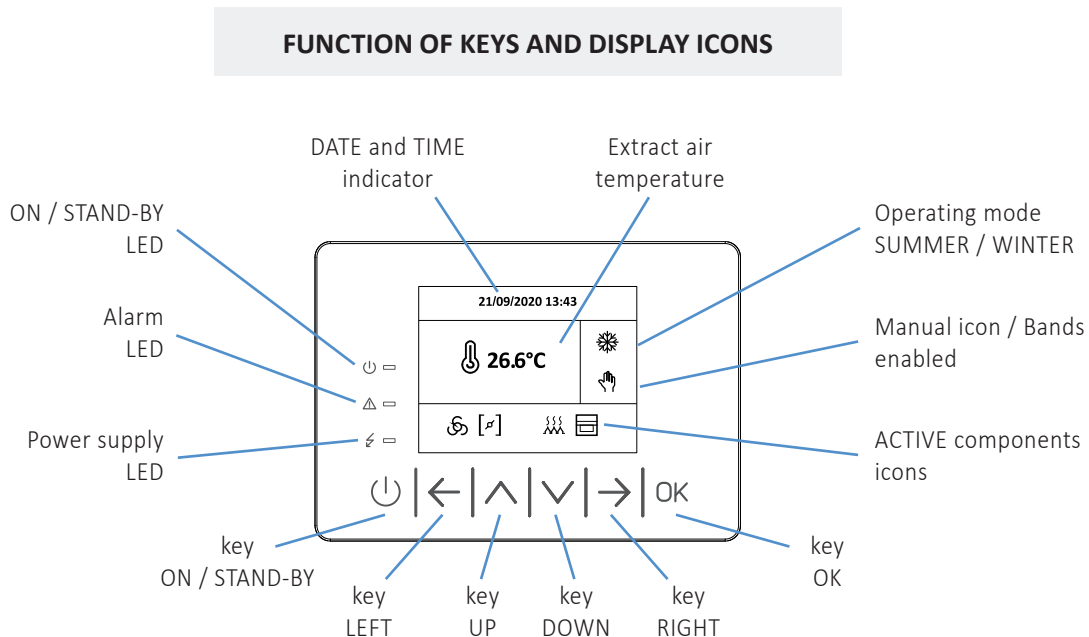 FUNCTION OF KEYS AND DISPLAY ICONS
DATE and TIME
indicator
Extract air
temperature
ON / STAND-BY
LED
Operating mode
SUMMER / WINTER
Alarm
LED
21/09/2020 13:43
26.6°C
Manual icon / Bands
enabled
Power supply
LED
ACTIVE components
icons
OK
key
ON / STAND-BY
key
LEFT
key
UP
key
DOWN
key
RIGHT
key
OK